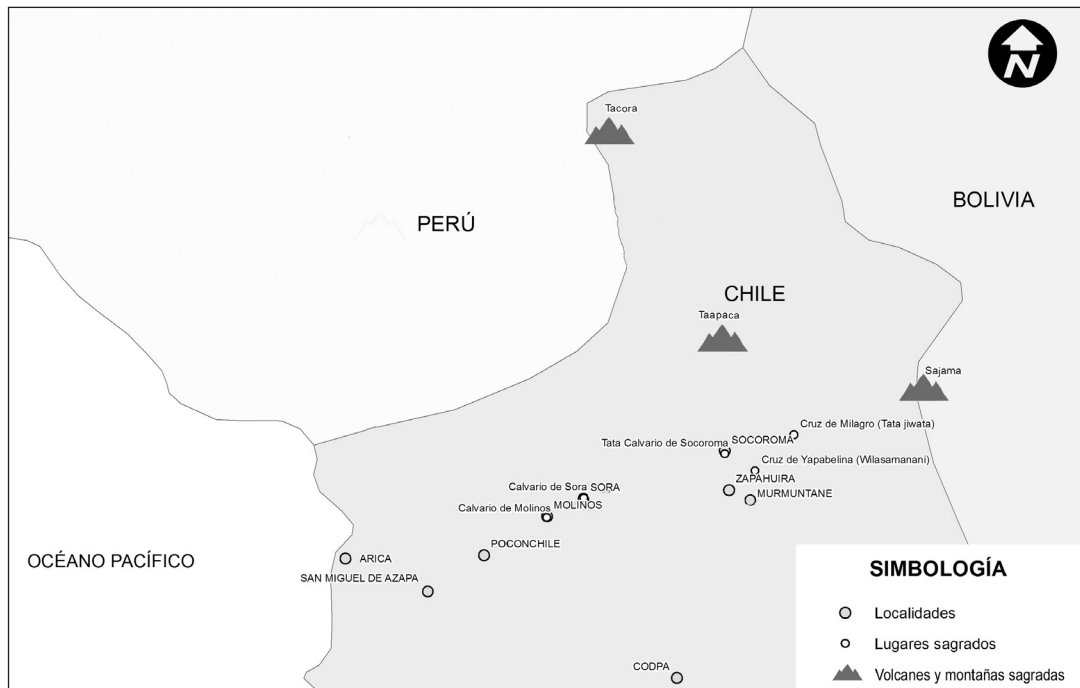 N
Tacora
BOLIVIA
PERÚ
CHILE
Taapaca
Sajama
Cruz de Milagro (Tata jiwata)
Tata Calvario de Socoroma
SOCOROMA
Cruz de Yapabelina (Wilasamanani)
ZAPAHUIRA
Calvario de Sora
SORA
MURMUNTANE
Calvario de Molinos
MOLINOS
POCONCHILE
OCÉANO PACÍFICO
ARICA
SAN MIGUEL DE AZAPA
CODPA
SIMBOLOGÍA
Localidades
Lugares sagrados
Volcanes y montañas sagradas